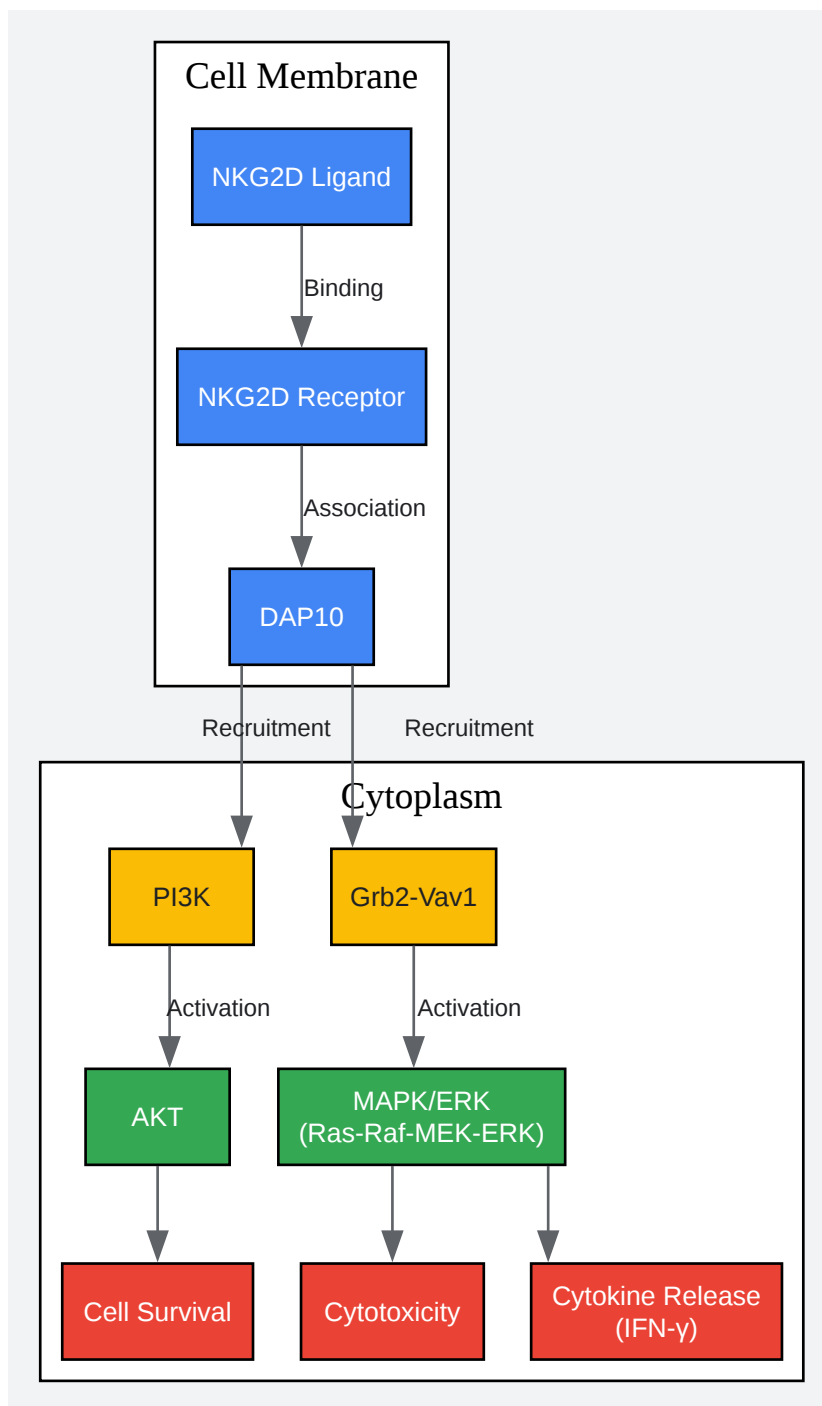 Cell Membrane
NKG2D Ligand
Binding
NKG2D Receptor
Association
DAP10
Recruitment
Recruitment
Cytoplasm
PI3K
Grb2-Vav1
Activation
Activation
AKT
MAPK/ERK
(Ras-Raf-MEK-ERK)
Cell Survival
Cytotoxicity
Cytokine Release
(IFN-γ)